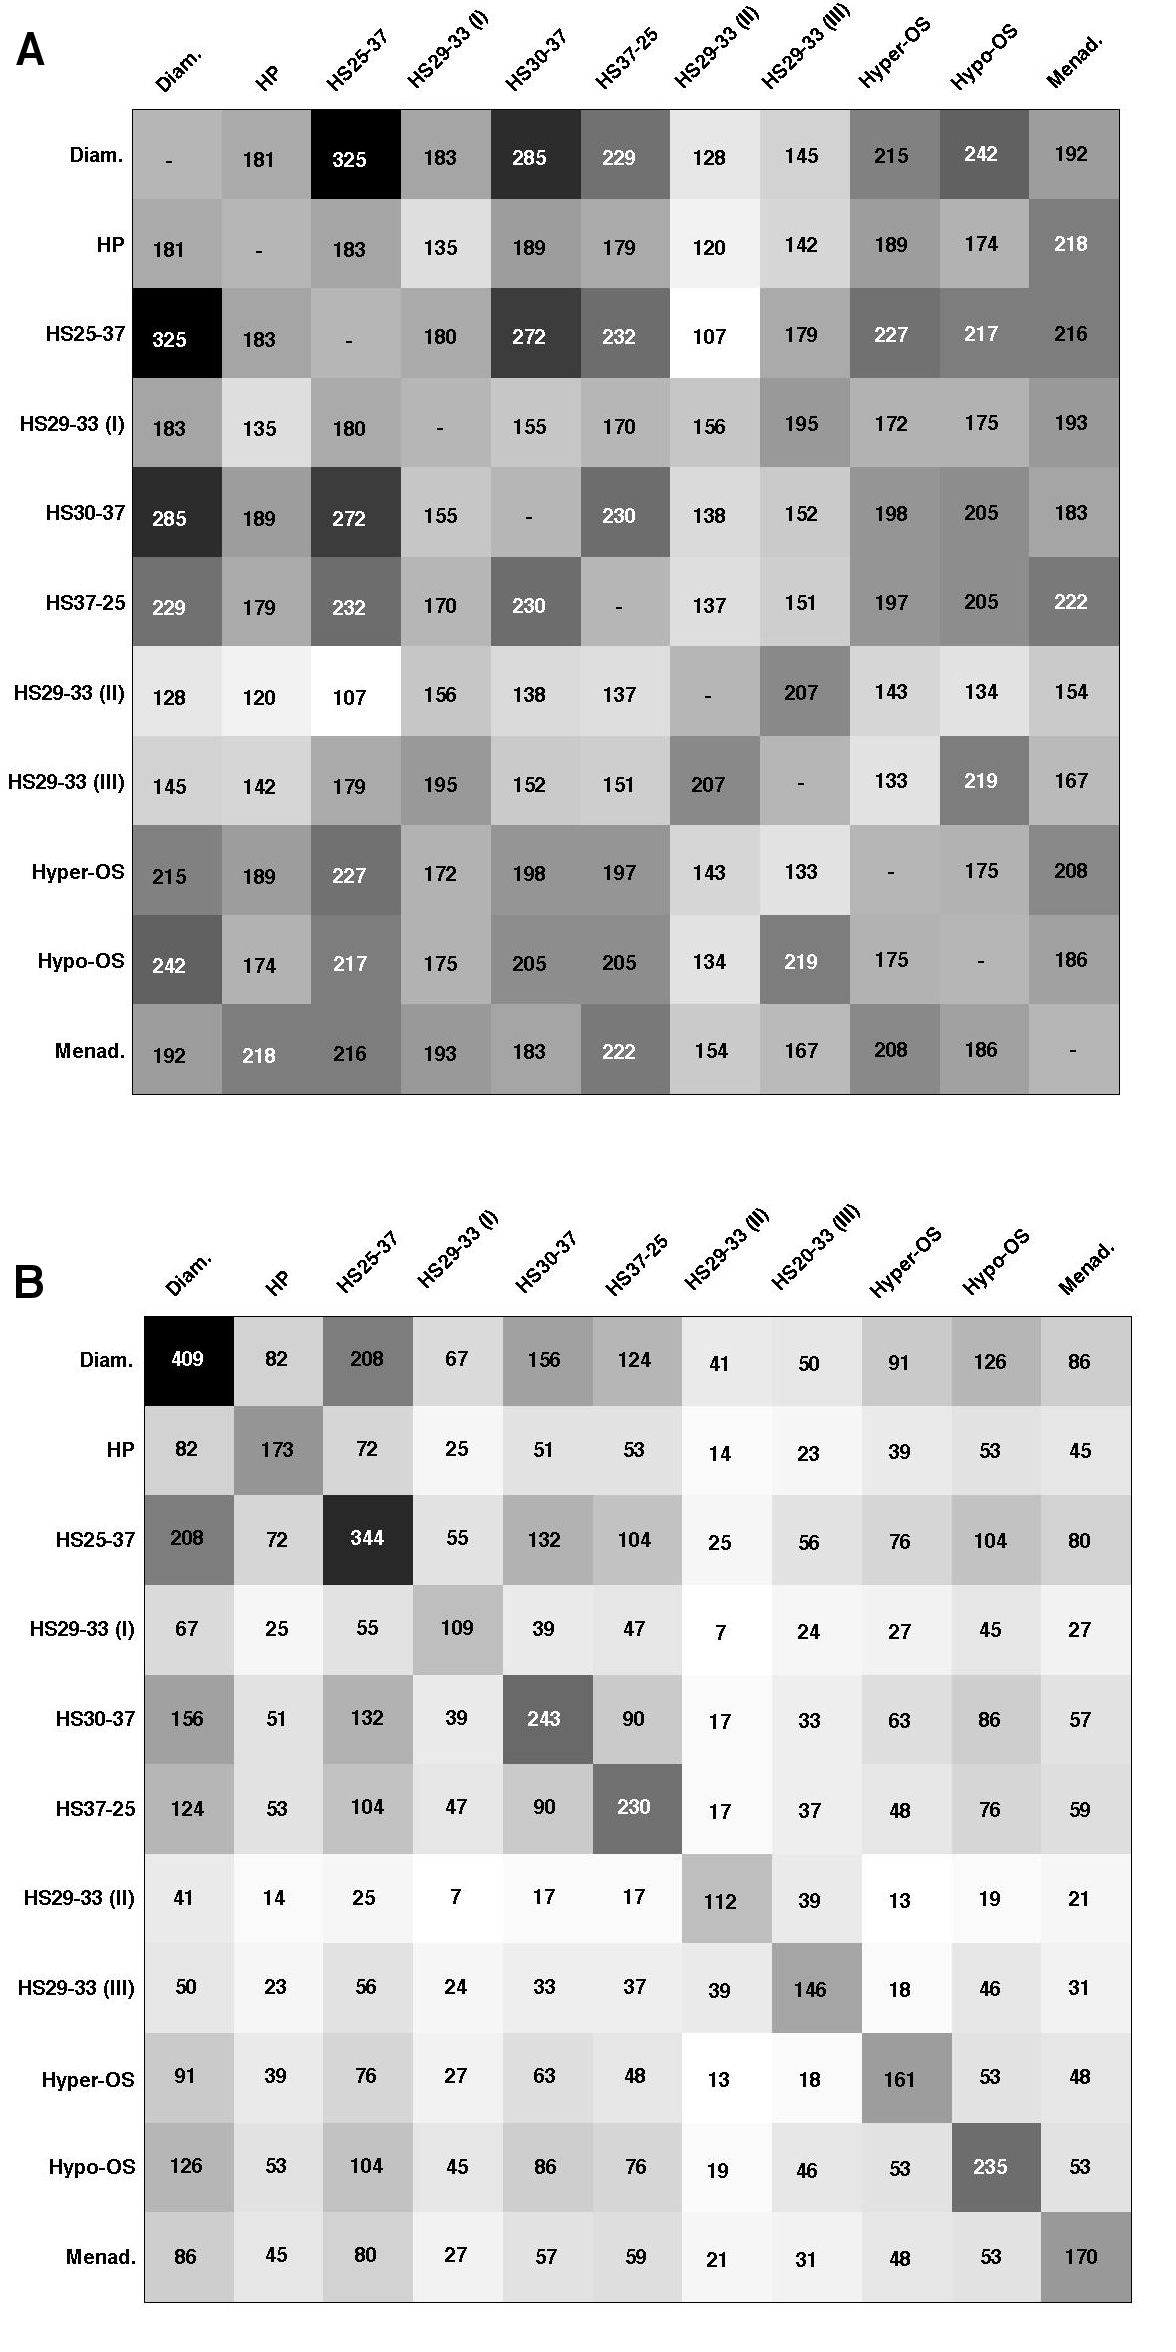 A
Diam. HP HS25-37 HS29-33 (I) HS30-37 HS37-25 HS29-33 (II) HS29-33 (III) Hyper-OS Hypo-OS Menad.
Diam. - 181 325 183 285 229 128 145 215 242 192
HP 181 - 183 135 189 179 120 142 189 174 218
HS25-37 325 183 - 180 272 232 107 179 227 217 216
HS29-33 (I) 183 135 180 - 155 170 156 195 172 175 193
HS30-37 285 189 272 155 - 230 138 152 198 205 183
HS37-25 229 179 232 170 230 - 137 151 197 205 222
HS29-33 (II) 128 120 107 156 138 137 - 207 143 134 154
HS29-33 (III) 145 142 179 195 152 151 207 - 133 219 167
Hyper-OS 215 189 227 172 198 197 143 133 - 175 208
Hypo-OS 242 174 217 175 205 205 134 219 175 - 186
Menad. 192 218 216 193 183 222 154 167 208 186 -
B
Diam. HP HS25-37 HS29-33 (I) HS30-37 HS37-25 HS29-33 (II) HS20-33 (III) Hyper-OS Hypo-OS Menad.
Diam. 409 82 208 67 156 124 41 50 91 126 86
HP 82 173 72 25 51 53 14 23 39 53 45
HS25-37 208 72 344 55 132 104 25 56 76 104 80
HS29-33 (I) 67 25 55 109 39 47 7 24 27 45 27
HS30-37 156 51 132 39 243 90 17 33 63 86 57
HS37-25 124 53 104 47 90 230 17 37 48 76 59
HS29-33 (II) 41 14 25 7 17 17 112 39 13 19 21
HS29-33 (III) 50 23 56 24 33 37 39 146 18 46 31
Hyper-OS 91 39 76 27 63 48 13 18 161 53 48
Hypo-OS 126 53 104 45 86 76 19 46 53 235 53
Menad. 86 45 80 27 57 59 21 31 48 53 170